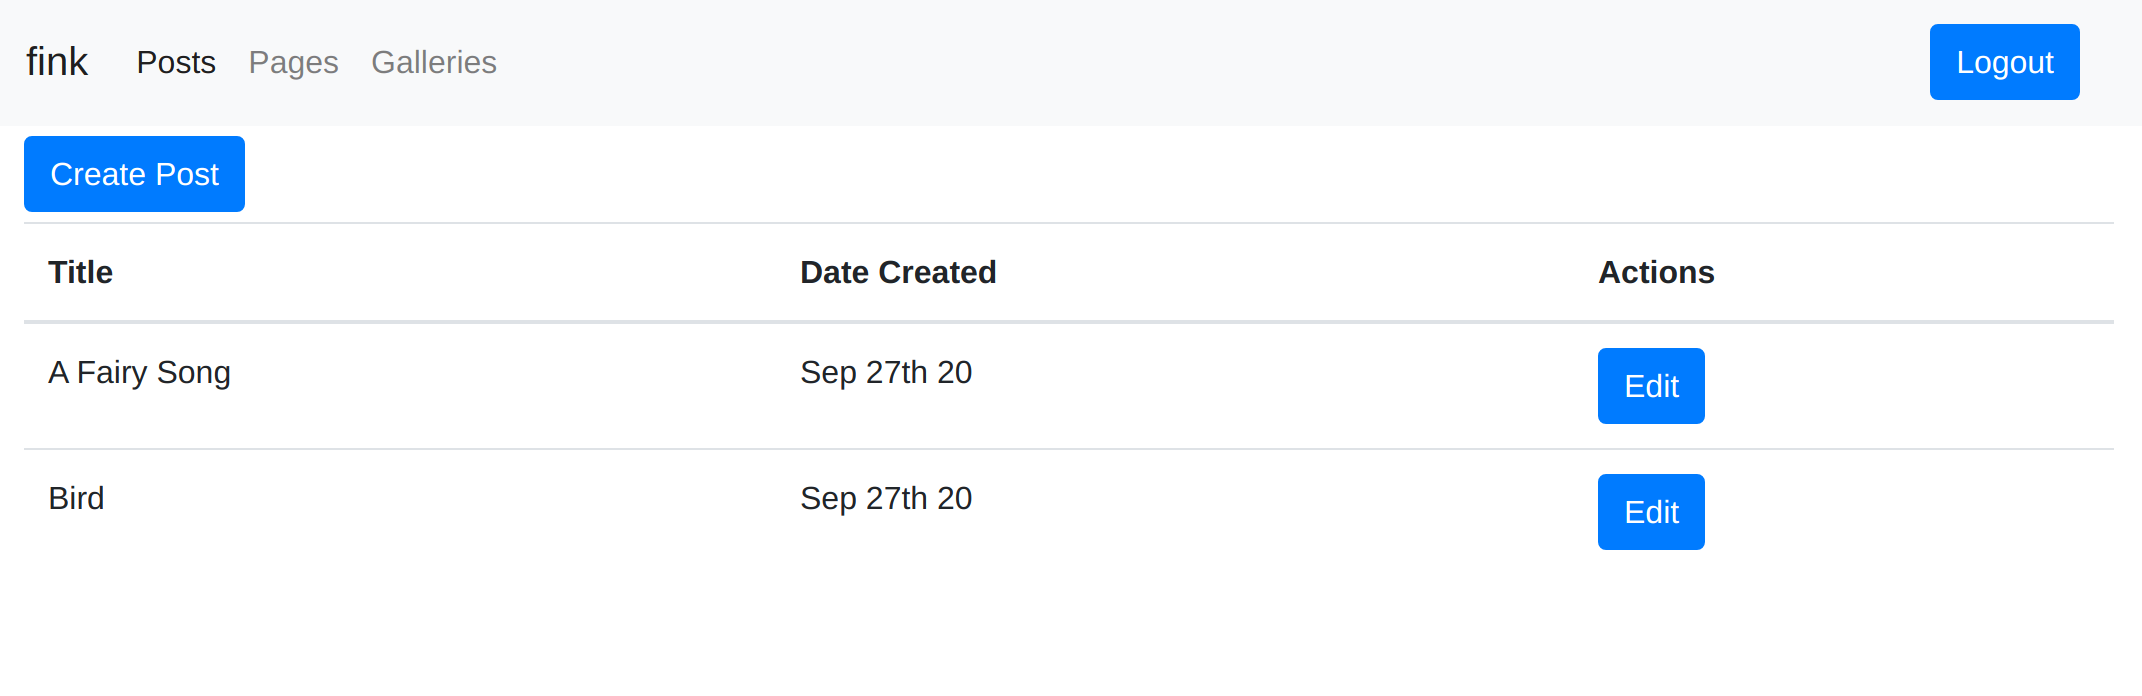 fink Posts Pages Galleries Logout
Create Post
Title Date Created Actions
A Fairy Song Sep 27th 20 Edit
Bird Sep 27th 20 Edit